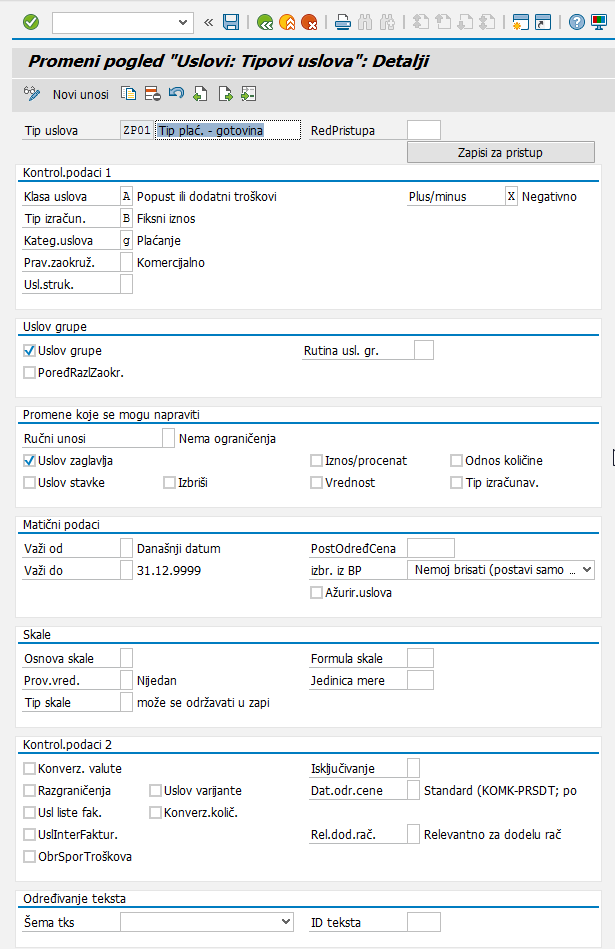 Promeni pogled "Uslovi: Tipovi uslova": Detalji
Novi unosi
Tip uslova ZP01 Tip plać. - gotovina RedPristupa
Zapisi za pristup
Kontrol.podaci 1
Klasa uslova A Popust ili dodatni troškovi Plus/minus X Negativno
Tip izračun. B Fiksni iznos
Kateg.uslova g Plaćanje
Prav.zaokruž. Komercijalno
Usl.struk.
Uslov grupe
Uslov grupe Rutina usl. gr.
PoređRazlZaokr.
Promene koje se mogu napraviti
Ručni unosi Nema ograničenja
Uslov zaglavlja Iznos/procenat Odnos količine
Uslov stavke Izbriši Vrednost Tip izračunav.
Matični podaci
Važi od Današnji datum PostOdređCena
Važi do 31.12.9999 izbr. iz BP Nemoj brisati (postavi samo ...
Ažurir.uslova
Skale
Osnova skale Formula skale
Prov.vred. Nijedan Jedinica mere
Tip skale može se održavati u zapi
Kontrol.podaci 2
Konverz. valute Isključivanje
Razgraničenja Uslov varijante Dat.odr.cene Standard (KOMK-PRSDT; po
Usl liste fak. Konverz.količ.
UslInterFaktur. Rel.dod.rač. Relevantno za dodelu rač
ObrSporTroškova
Određivanje teksta
Šema tks ID teksta